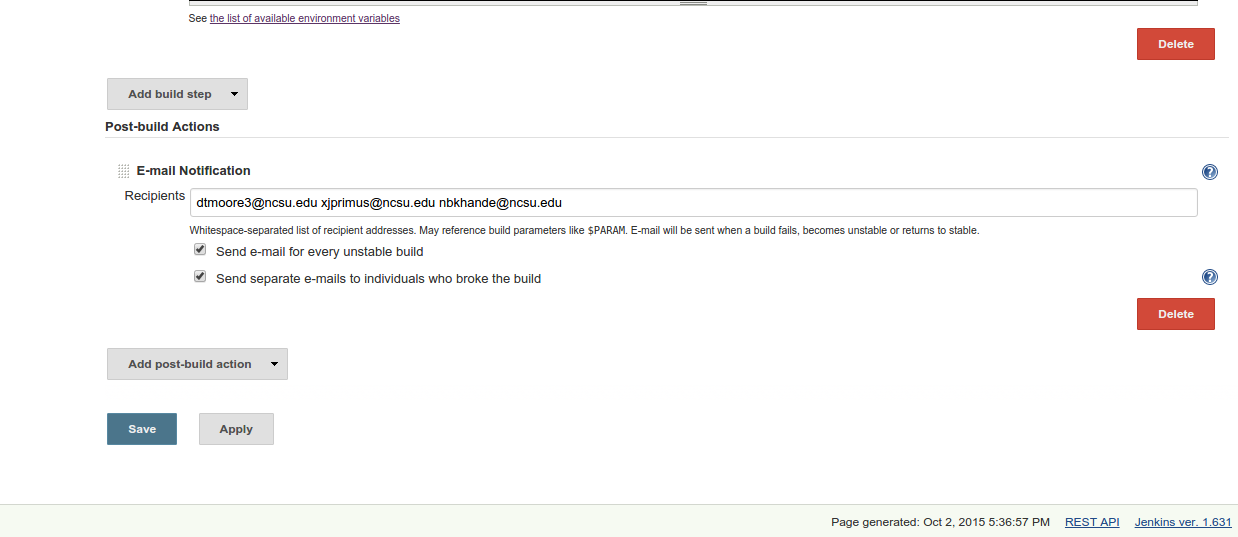 See the list of available environment variables
Delete
Add build step
Post-build Actions
E-mail Notification
Recipients dtmoore3@ncsu.edu xjprimus@ncsu.edu nbkhande@ncsu.edu
Whitespace-separated list of recipient addresses. May reference build parameters like $PARAM. E-mail will be sent when a build fails, becomes unstable or returns to stable.
Send e-mail for every unstable build
Send separate e-mails to individuals who broke the build
Delete
Add post-build action
Save Apply
Page generated: Oct 2, 2015 5:36:57 PM REST API Jenkins ver. 1.631